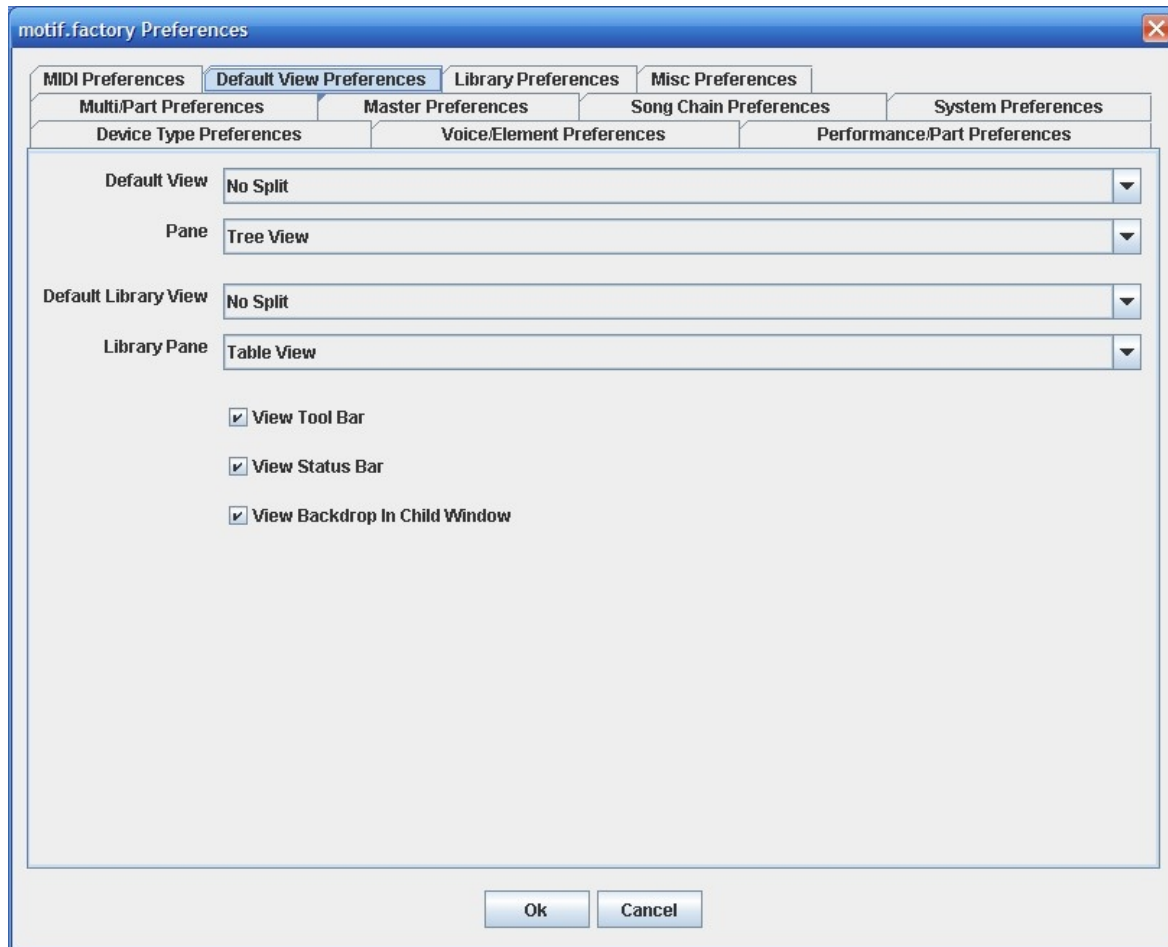 motif.factory Preferences
MIDI Preferences Default View Preferences Library Preferences Misc Preferences
Multi/Part Preferences Master Preferences Song Chain Preferences System Preferences
Device Type Preferences Voice/Element Preferences Performance/Part Preferences
Default View No Split
Pane Tree View
Default Library View No Split
Library Pane Table View
View Tool Bar
View Status Bar
View Backdrop In Child Window
Ok Cancel